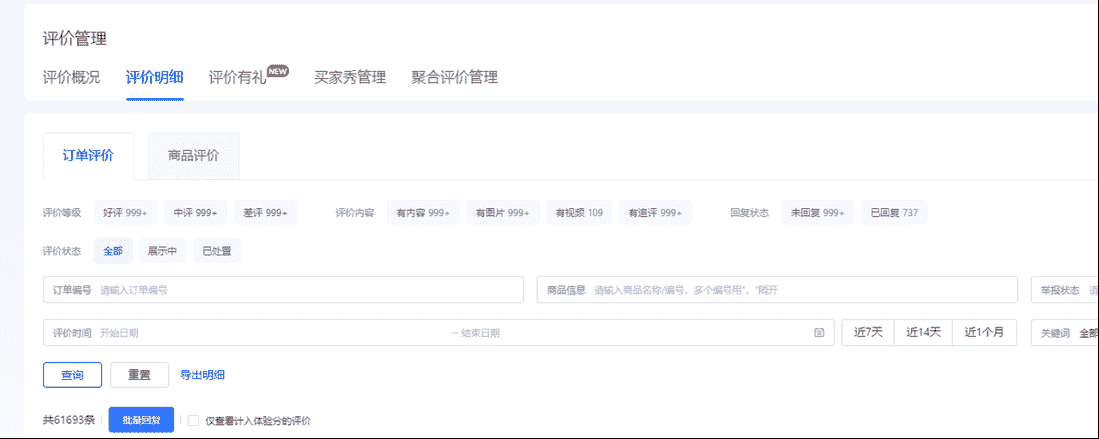 评价管理
评价概况 评价明细 评价有礼 NEW 买家秀管理 聚合评价管理
订单评价 商品评价
评价等级 好评 999+ 中评 999+ 差评 999+ 评价内容 有内容 999+ 有图片 999+ 有视频 109 有追评 999+ 回复状态 未回复 999+ 已回复 737
评价状态 全部 展示中 已处置
订单编号 请输入订单编号 商品信息 请输入商品名称/编号，多个编号用","隔开 举报状态
评价时间 开始日期 – 结束日期 近7天 近14天 近1个月 关键词 全部
查询 重置 导出明细
共61693条 批量回复 仅查看计入体验分的评价